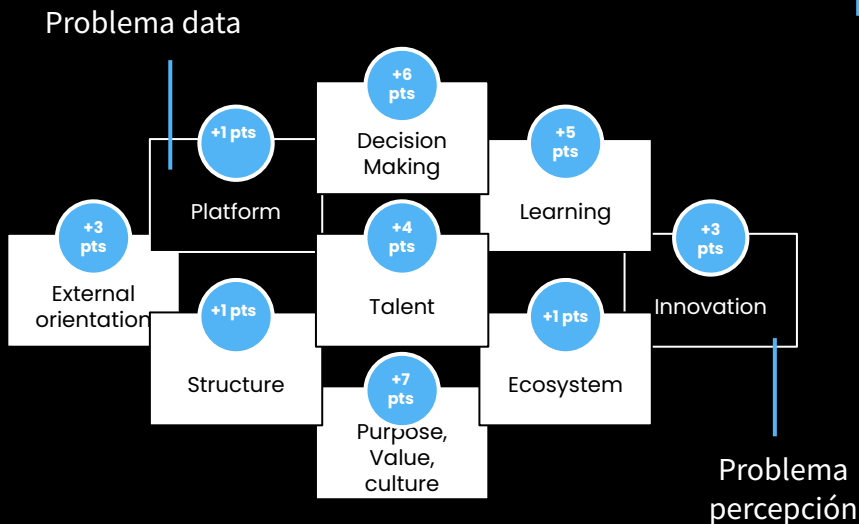 Problema data
+6
pts
Decision
Making
+1 pts
Platform
+5
pts
Learning
+3
pts
External
orientation
+4
pts
Talent
+3
pts
Innovation
+1 pts
Structure
+1 pts
Ecosystem
+7
pts
Purpose,
Value,
culture
Problema
percepción